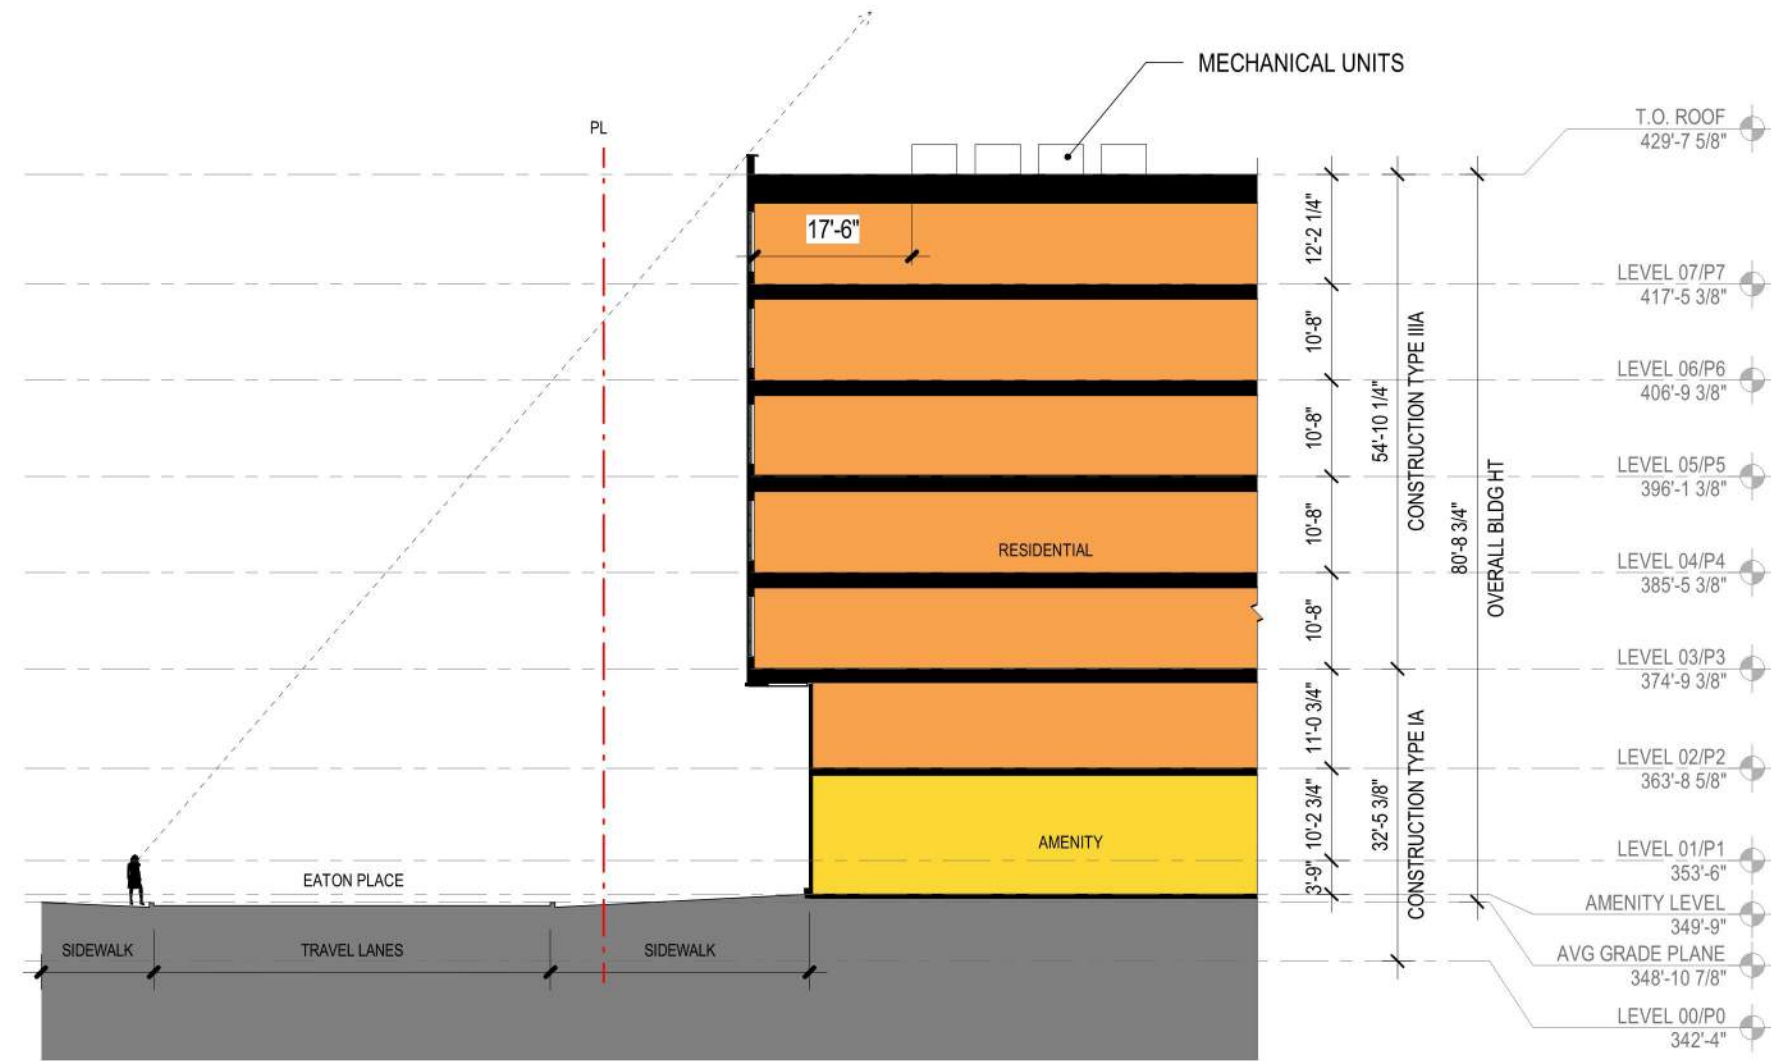 MECHANICAL UNITS
PL
T.O. ROOF
429'-7 5/8"
17'-6"
12'-2 1/4"
LEVEL 07/P7
417'-5 3/8"
10'-8"
LEVEL 06/P6
406'-9 3/8"
10'-8"
54'-10 1/4"
CONSTRUCTION TYPE IIIA
LEVEL 05/P5
396'-1 3/8"
RESIDENTIAL
10'-8"
80'-8 3/4"
OVERALL BLDG HT
LEVEL 04/P4
385'-5 3/8"
10'-8"
LEVEL 03/P3
374'-9 3/8"
11'-0 3/4"
LEVEL 02/P2
363'-8 5/8"
AMENITY
10'-2 3/4"
32'-5 3/8"
CONSTRUCTION TYPE IA
LEVEL 01/P1
353'-6"
EATON PLACE
3'-9"
AMENITY LEVEL
349'-9"
SIDEWALK
TRAVEL LANES
SIDEWALK
AVG GRADE PLANE
348'-10 7/8"
LEVEL 00/P0
342'-4"